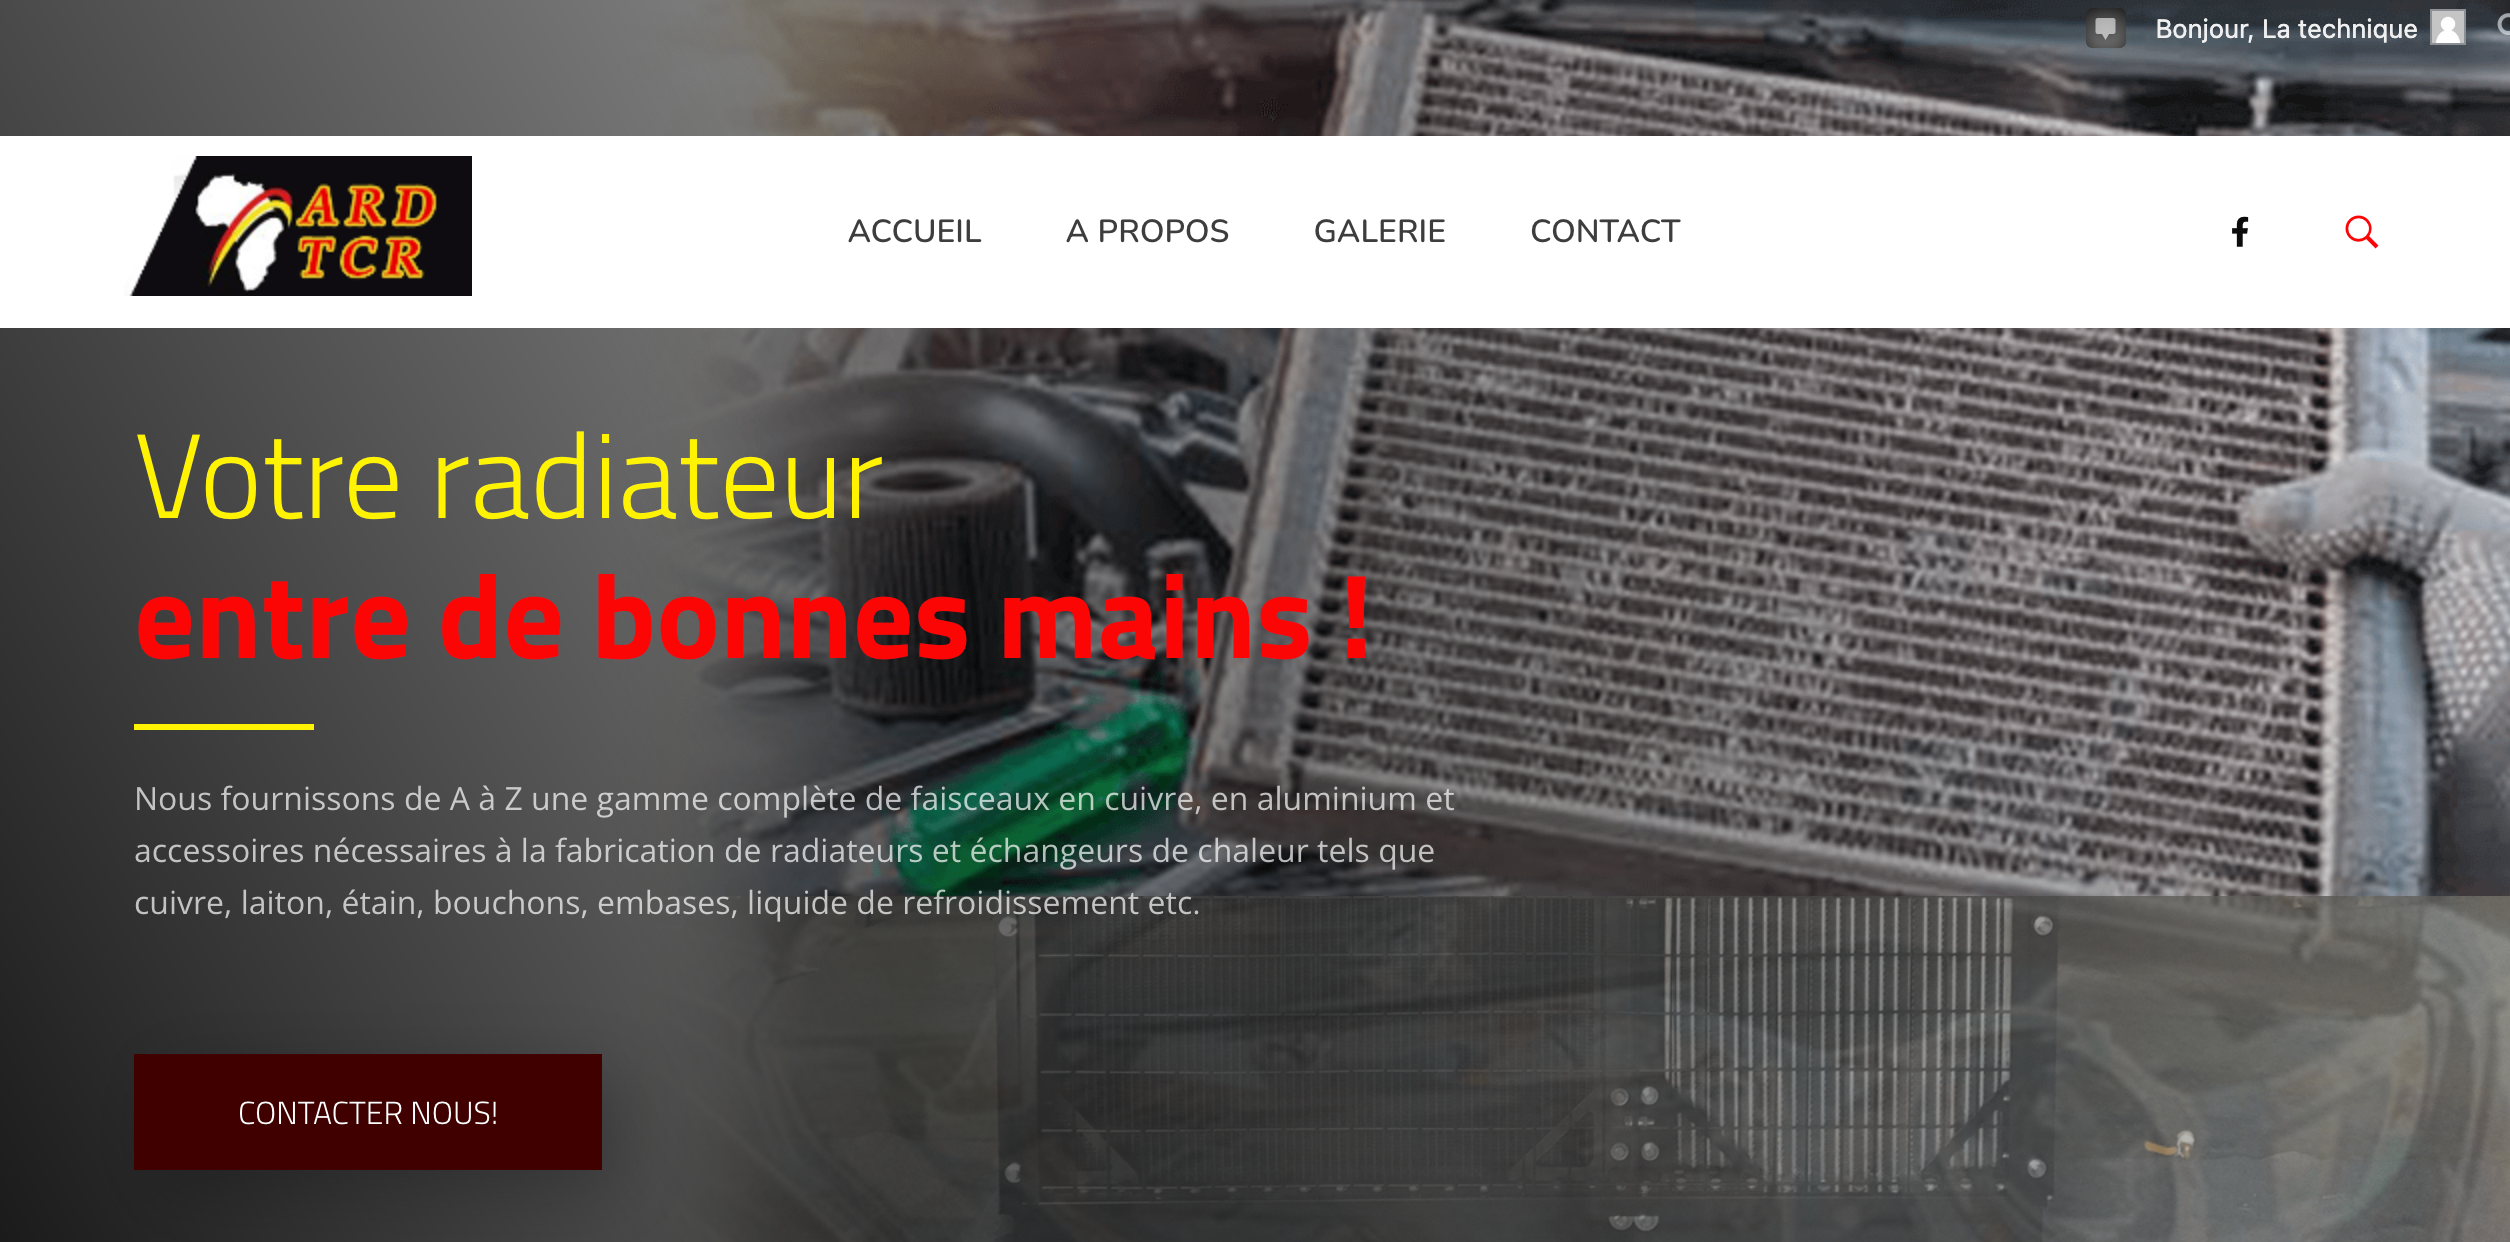 Bonjour, La technique
ARD
TCR
ACCUEIL
A PROPOS
GALERIE
CONTACT
Votre radiateur
entre de bonnes mains !
Nous fournissons de A à Z une gamme complète de faisceaux en cuivre, en aluminium et
accessoires nécessaires à la fabrication de radiateurs et échangeurs de chaleur tels que
cuivre, laiton, étain, bouchons, embases, liquide de refroidissement etc.
CONTACTER NOUS!